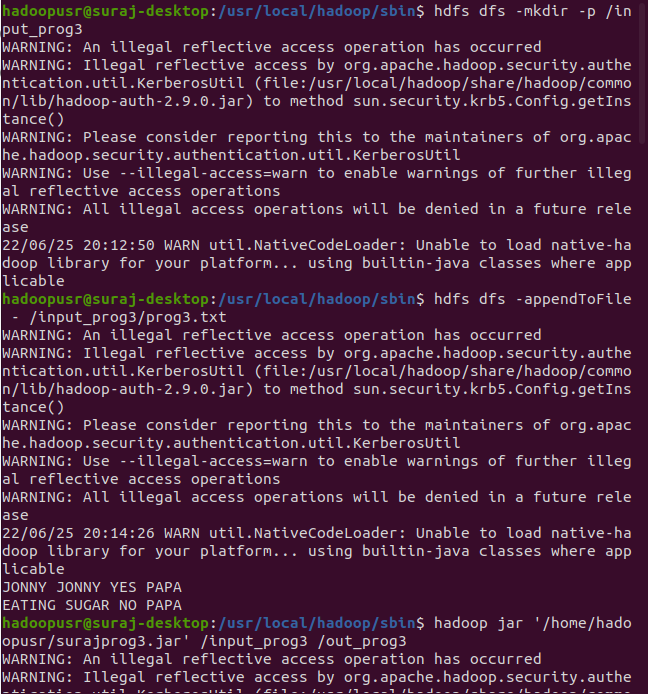 hadoopusr@suraj-desktop:/usr/local/hadoop/sbin$ hdfs dfs -mkdir -p /in
put_prog3
WARNING: An illegal reflective access operation has occurred
WARNING: Illegal reflective access by org.apache.hadoop.security.authe
ntication.util.KerberosUtil (file:/usr/local/hadoop/share/hadoop/commo
n/lib/hadoop-auth-2.9.0.jar) to method sun.security.krb5.Config.getIns
tance()
WARNING: Please consider reporting this to the maintainers of org.apac
he.hadoop.security.authentication.util.KerberosUtil
WARNING: Use --illegal-access=warn to enable warnings of further illeg
al reflective access operations
WARNING: All illegal access operations will be denied in a future rele
ase
22/06/25 20:12:50 WARN util.NativeCodeLoader: Unable to load native-ha
doop library for your platform... using builtin-java classes where app
licable
hadoopusr@suraj-desktop:/usr/local/hadoop/sbin$ hdfs dfs -appendToFile
 - /input_prog3/prog3.txt
WARNING: An illegal reflective access operation has occurred
WARNING: Illegal reflective access by org.apache.hadoop.security.authe
ntication.util.KerberosUtil (file:/usr/local/hadoop/share/hadoop/commo
n/lib/hadoop-auth-2.9.0.jar) to method sun.security.krb5.Config.getIns
tance()
WARNING: Please consider reporting this to the maintainers of org.apac
he.hadoop.security.authentication.util.KerberosUtil
WARNING: Use --illegal-access=warn to enable warnings of further illeg
al reflective access operations
WARNING: All illegal access operations will be denied in a future rele
ase
22/06/25 20:14:26 WARN util.NativeCodeLoader: Unable to load native-ha
doop library for your platform... using builtin-java classes where app
licable
JONNY JONNY YES PAPA
EATING SUGAR NO PAPA
hadoopusr@suraj-desktop:/usr/local/hadoop/sbin$ hadoop jar '/home/hado
opusr/surajprog3.jar' /input_prog3 /out_prog3
WARNING: An illegal reflective access operation has occurred
WARNING: Illegal reflective access by org.apache.hadoop.security.authe
ntication.util.KerberosUtil (file:/usr/local/hadoop/share/hadoop/commo